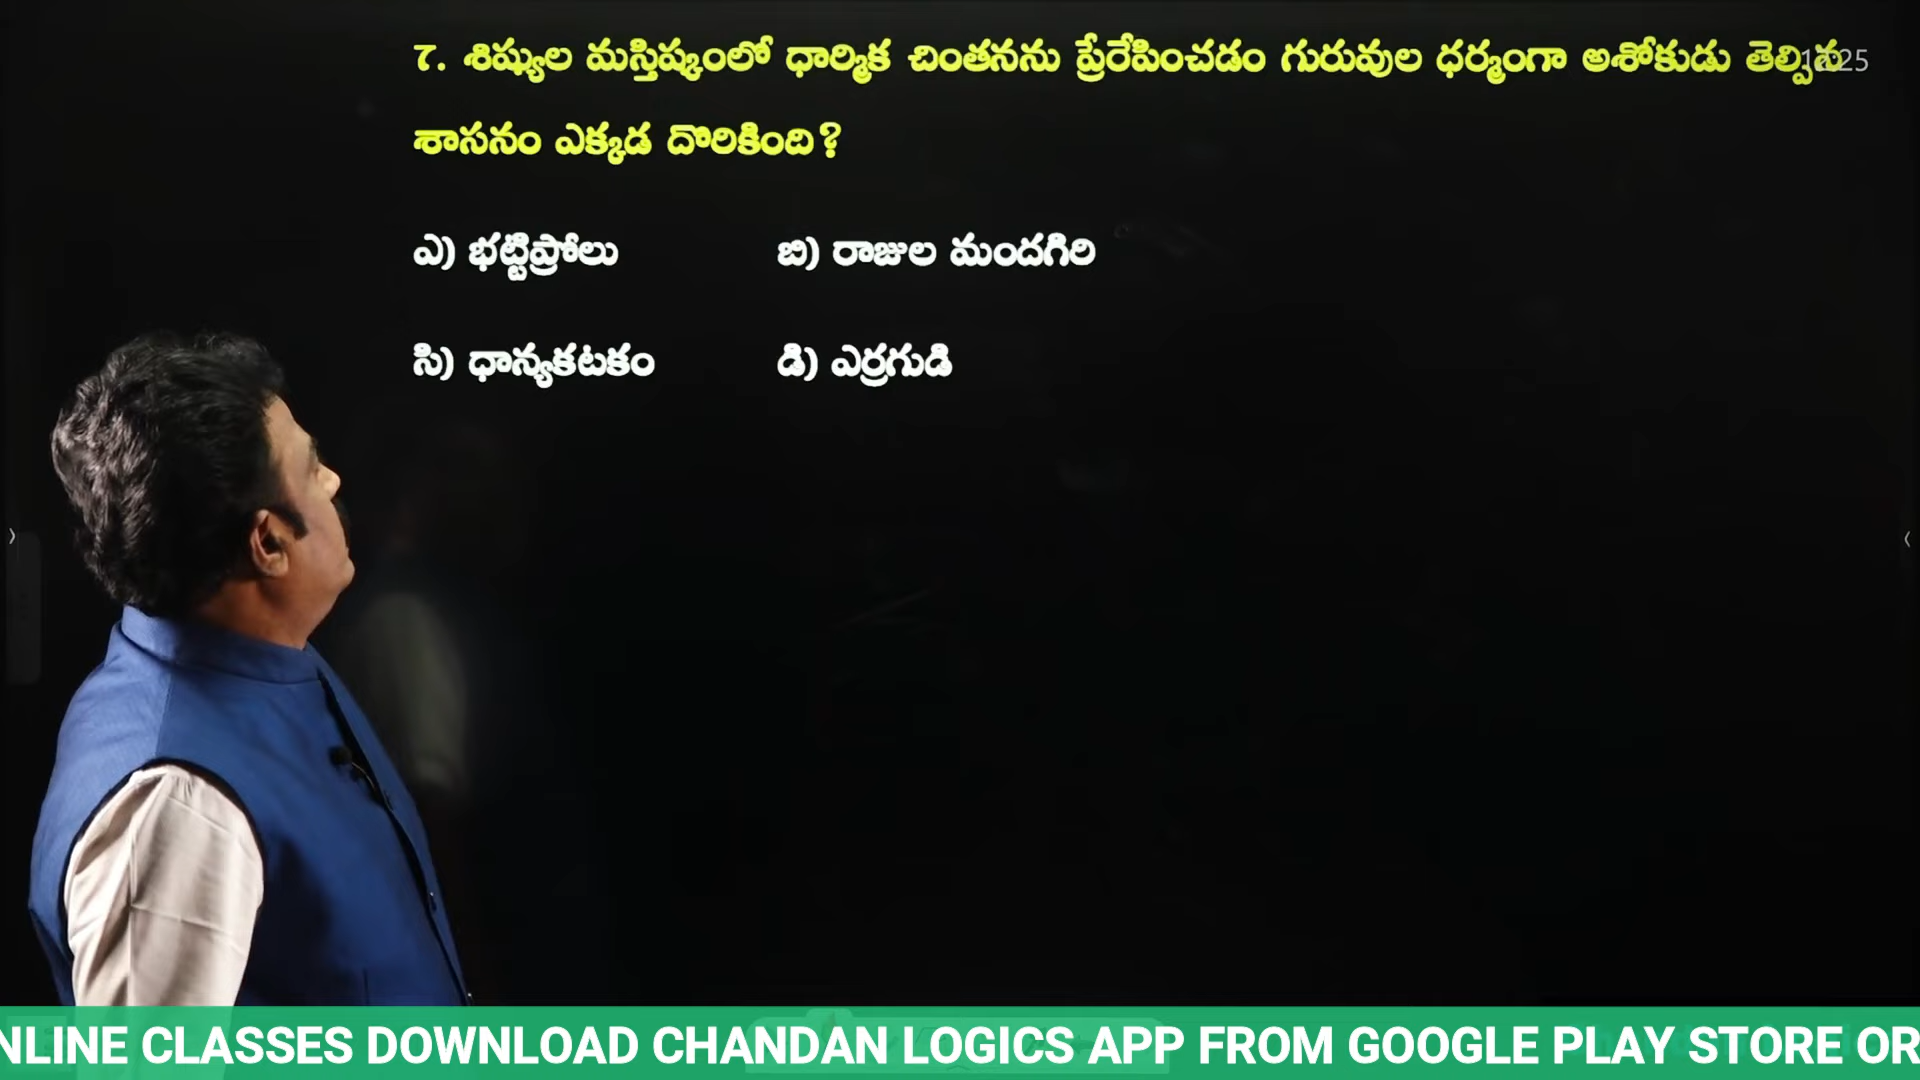 7. శిష్యుల మస్తిష్కంలో ధార్మిక చింతనను ప్రేరేపించడం గురువుల ధర్మంగా అశోకుడు తెల్పిన
శాసనం ఎక్కడ దొరికింది?
ఎ) భట్టిప్రోలు బి) రాజుల మందగిరి
సి) ధాన్యకటకం డి) ఎర్రగుడి
NLINE CLASSES DOWNLOAD CHANDAN LOGICS APP FROM GOOGLE PLAY STORE OR